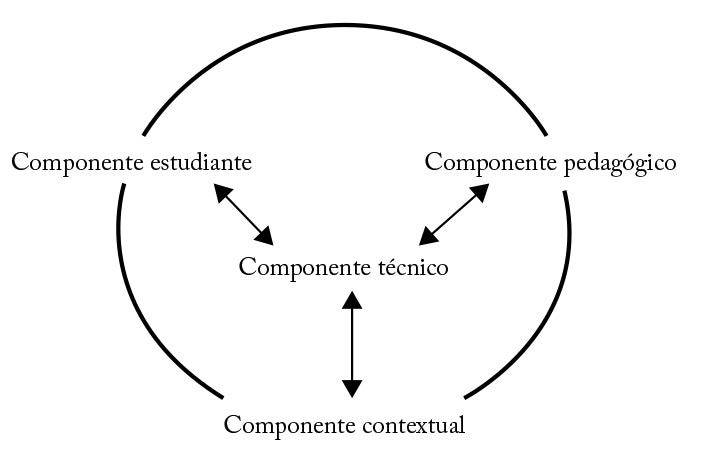 Componente estudiante
Componente pedagógico
Componente técnico
Componente contextual